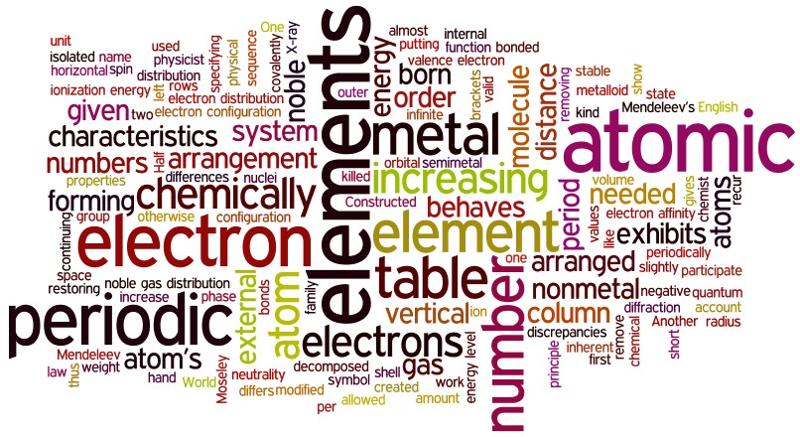 unit
isolated name
horizontal spin
used
physicist
distribution
specifying
physical
sequence
One
covalently
X-ray
noble
elements
almost
internal
putting
function bonded
energy
valence electron
born
order
infinite
brackets
valid
molecule
distance
removing
stable
metalloid
show
state
kind
Mendeleev's English
ionization energy
left
rows
electron distribution
given
two
electron configuration
outer
characteristics
system
metal
atomic
numbers
Half
arrangement
orbital
semimetal
properties
differences
nuclei
killed
increasing
period
volume
needed
gives
chemist
atoms
recur
forming
chemically
Constructed
behaves
values
electron affinity
like
exhibits
continuing
group
otherwise
configuration
electron
element
one
arranged
periodically
slightly participate
space
restoring
noble gas distribution
increase
phase
external
bonds
atom
family
table
number
nonmetal
negative
quantum
periodic
vertical
ion
column
diffraction
account
electrons
discrepancies
Another
radius
Mendeleev
atom's
law
thus
weight
hand
World
Moseley
neutrality
differs
modified
decomposed
symbol
shell
gas
created
work
energy level
per
allowed
amount
principle
inherent
first
remove
chemical
short